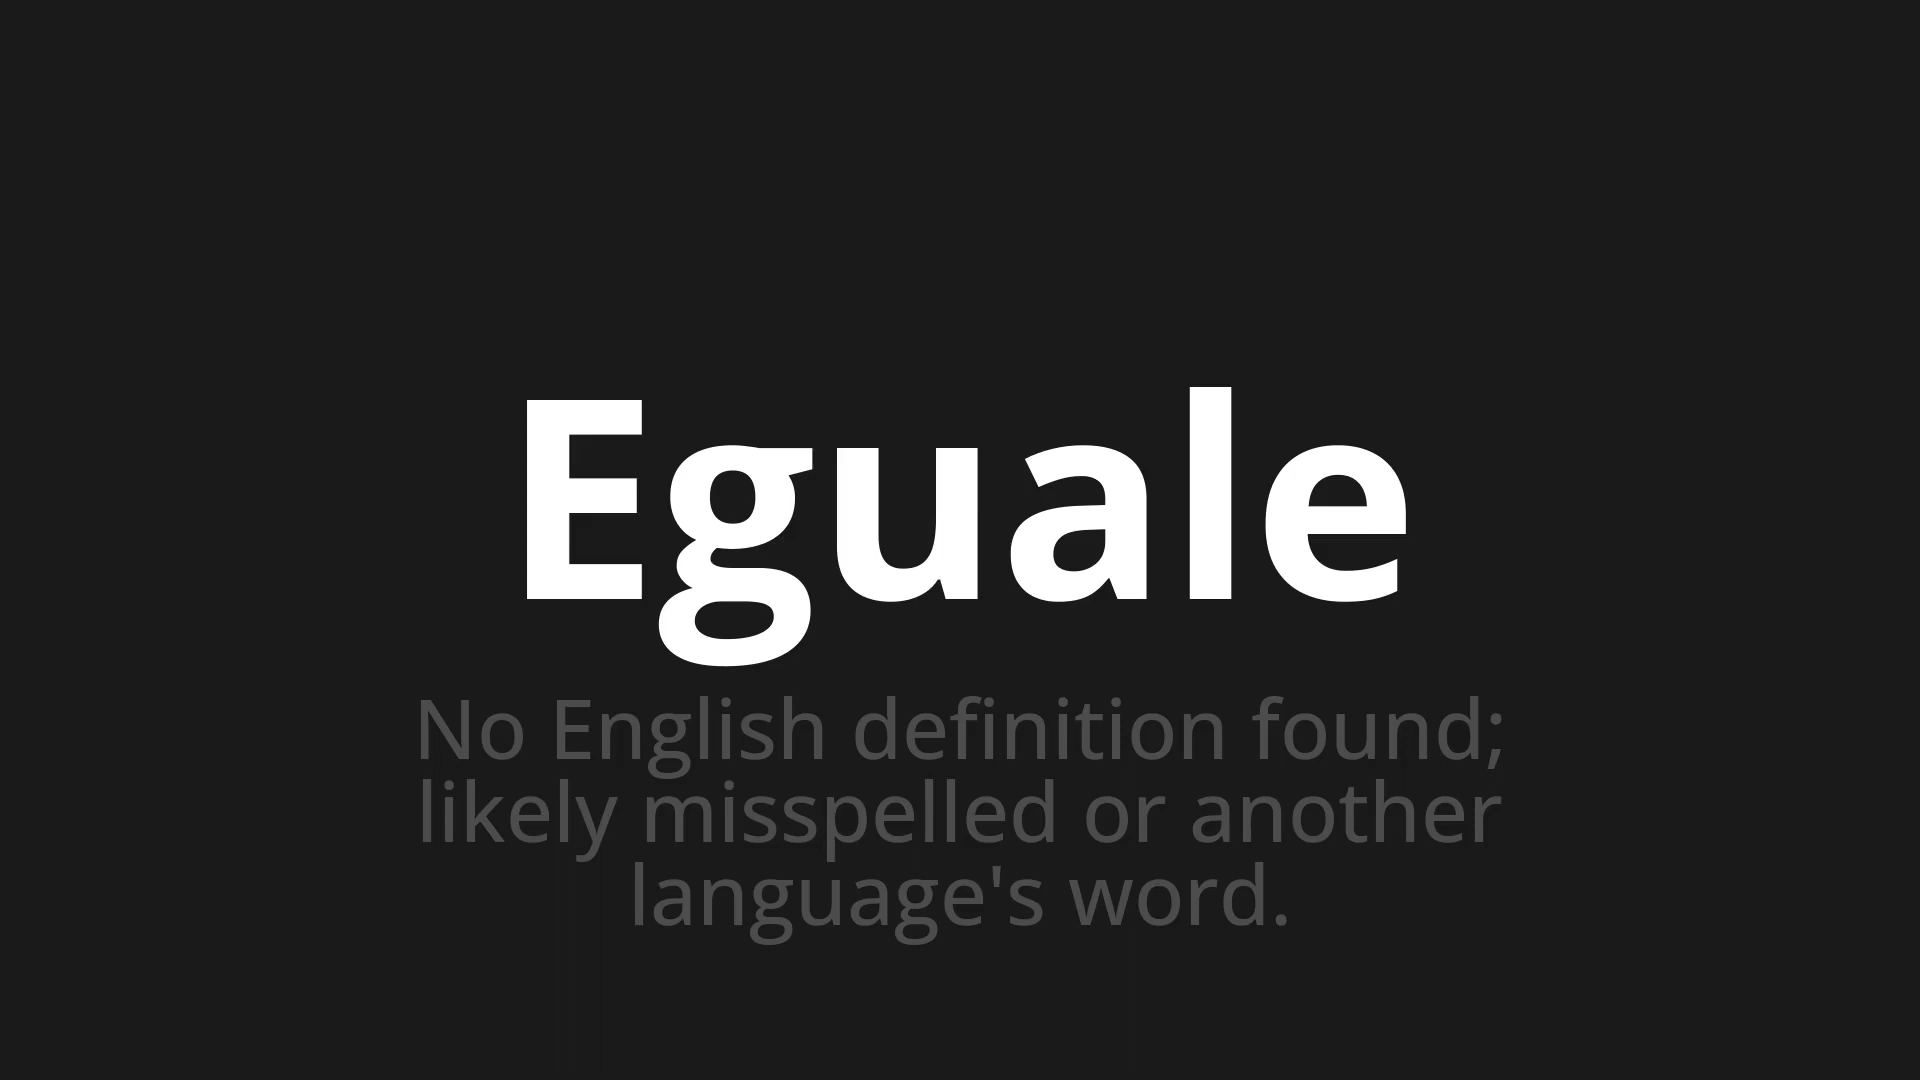 Eguale
No English definition found;
likely misspelled or another
language's word.